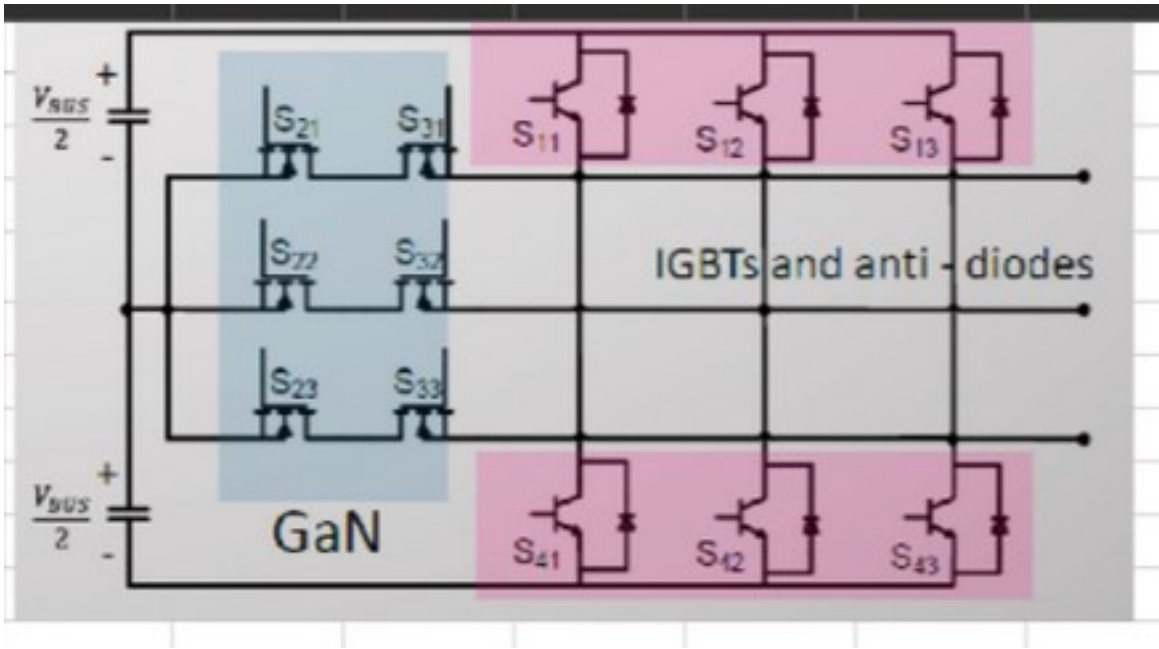 +
V_BUS/2
-
S21 S31
S11 S12 S13
S22 S32
IGBTs and anti - diodes
S23 S33
+
V_BUS/2
-
GaN
S41 S42 S43